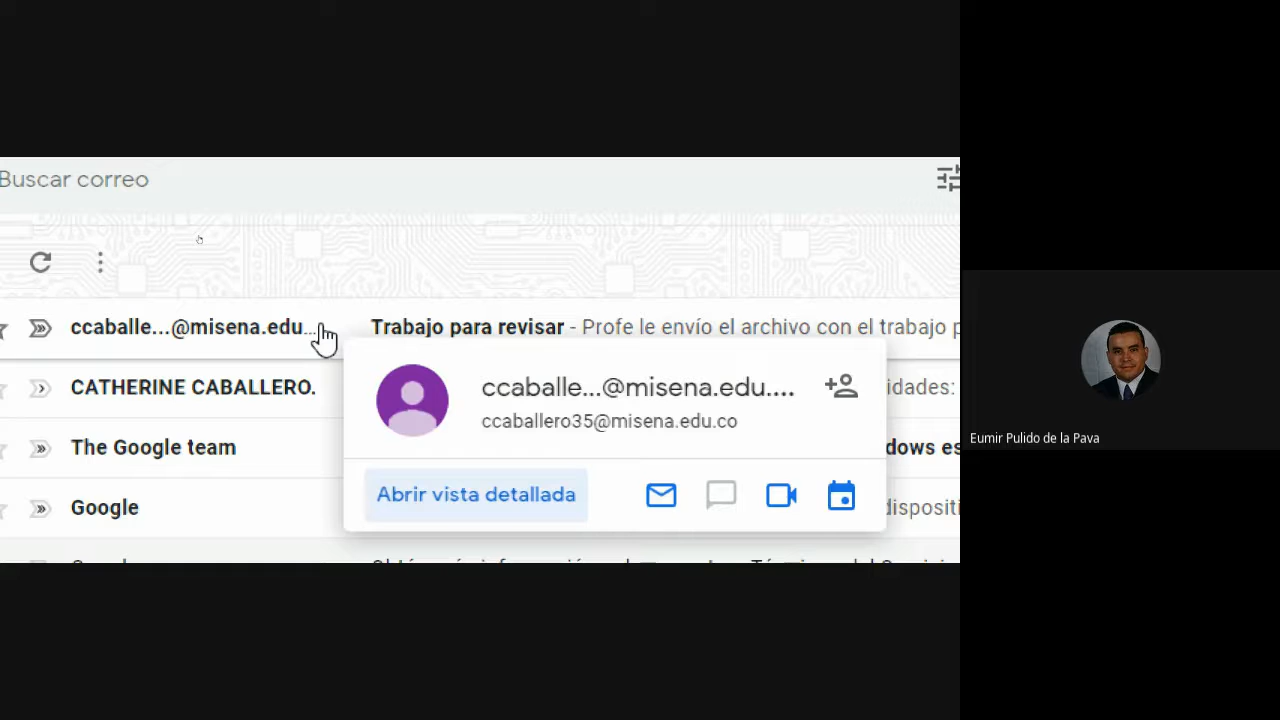 Buscar correo
ccaballe...@misena.edu... Trabajo para revisar - Profe le envío el archivo con el trabajo p
ccaballe...@misena.edu....
ccaballero35@misena.edu.co
CATHERINE CABALLERO. idades:
The Google team dows es
Abrir vista detallada
Google dispositi
Eumir Pulido de la Pava